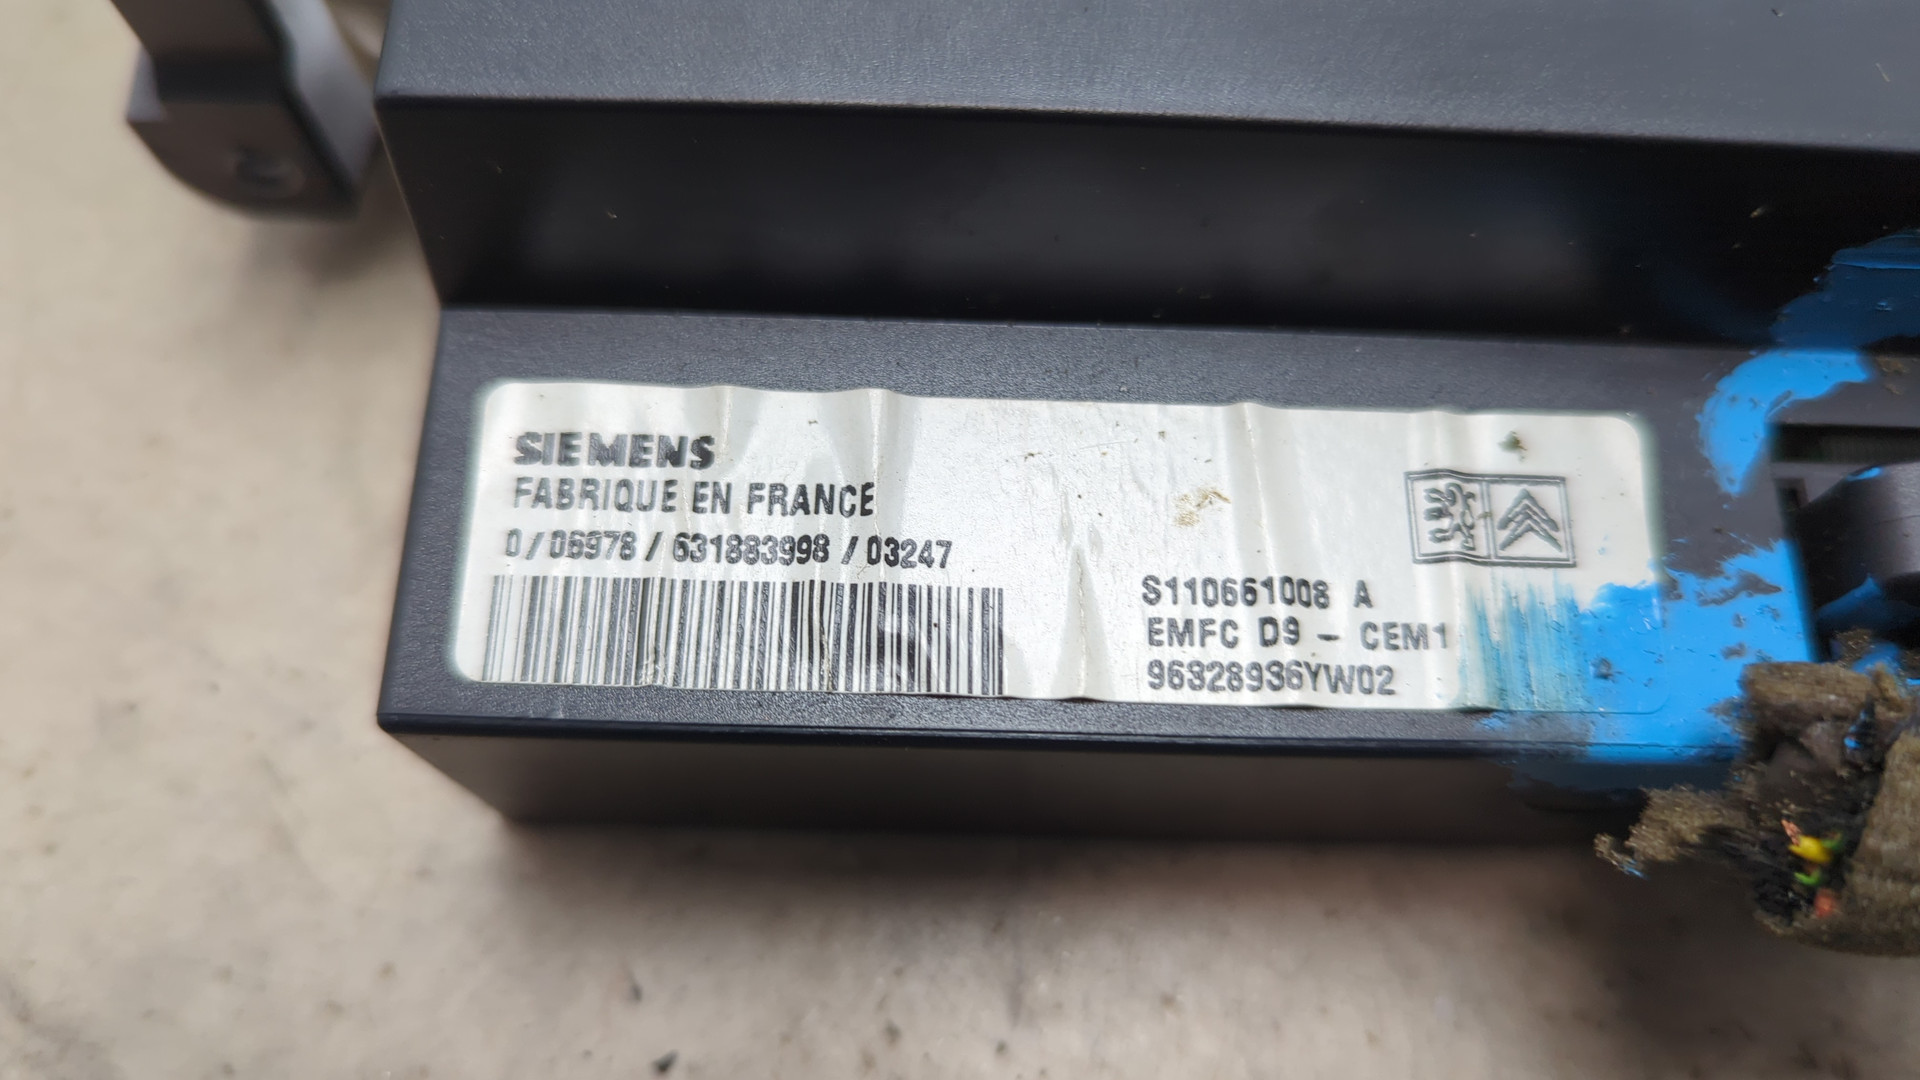 SIEMENS
FABRIQUE EN FRANCE
0/06978/631883998/03247
S110661008 A
EMFC D9 - CEM1
96328936YW02